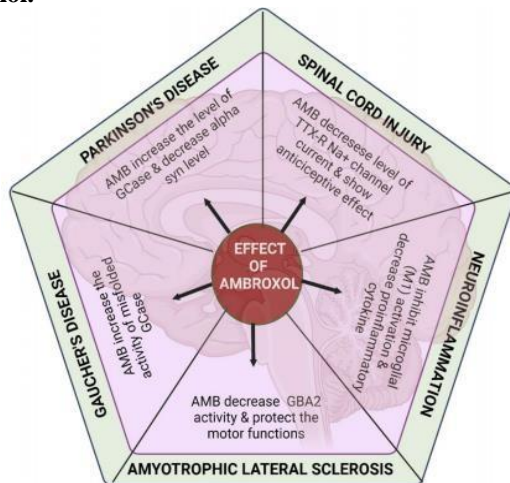 ol.
PARKINSON'S DISEASE
AMB increase the level of
GCase & decrease alpha
syn level
SPINAL CORD INJURY
AMB decresese level of
TTX-R Na+ channel
current & show
anticiceptive effect
EFFECT
OF
AMBROXOL
GAUCHER'S DISEASE
AMB increase the
activity of misfolded
GCase
NEUROINFLAMMATION
AMB inhibit microglial
(M1) activation &
decrease proinflammatory
cytokine
AMB decrease GBA2
activity & protect the
motor functions
AMYOTROPHIC LATERAL SCLEROSIS